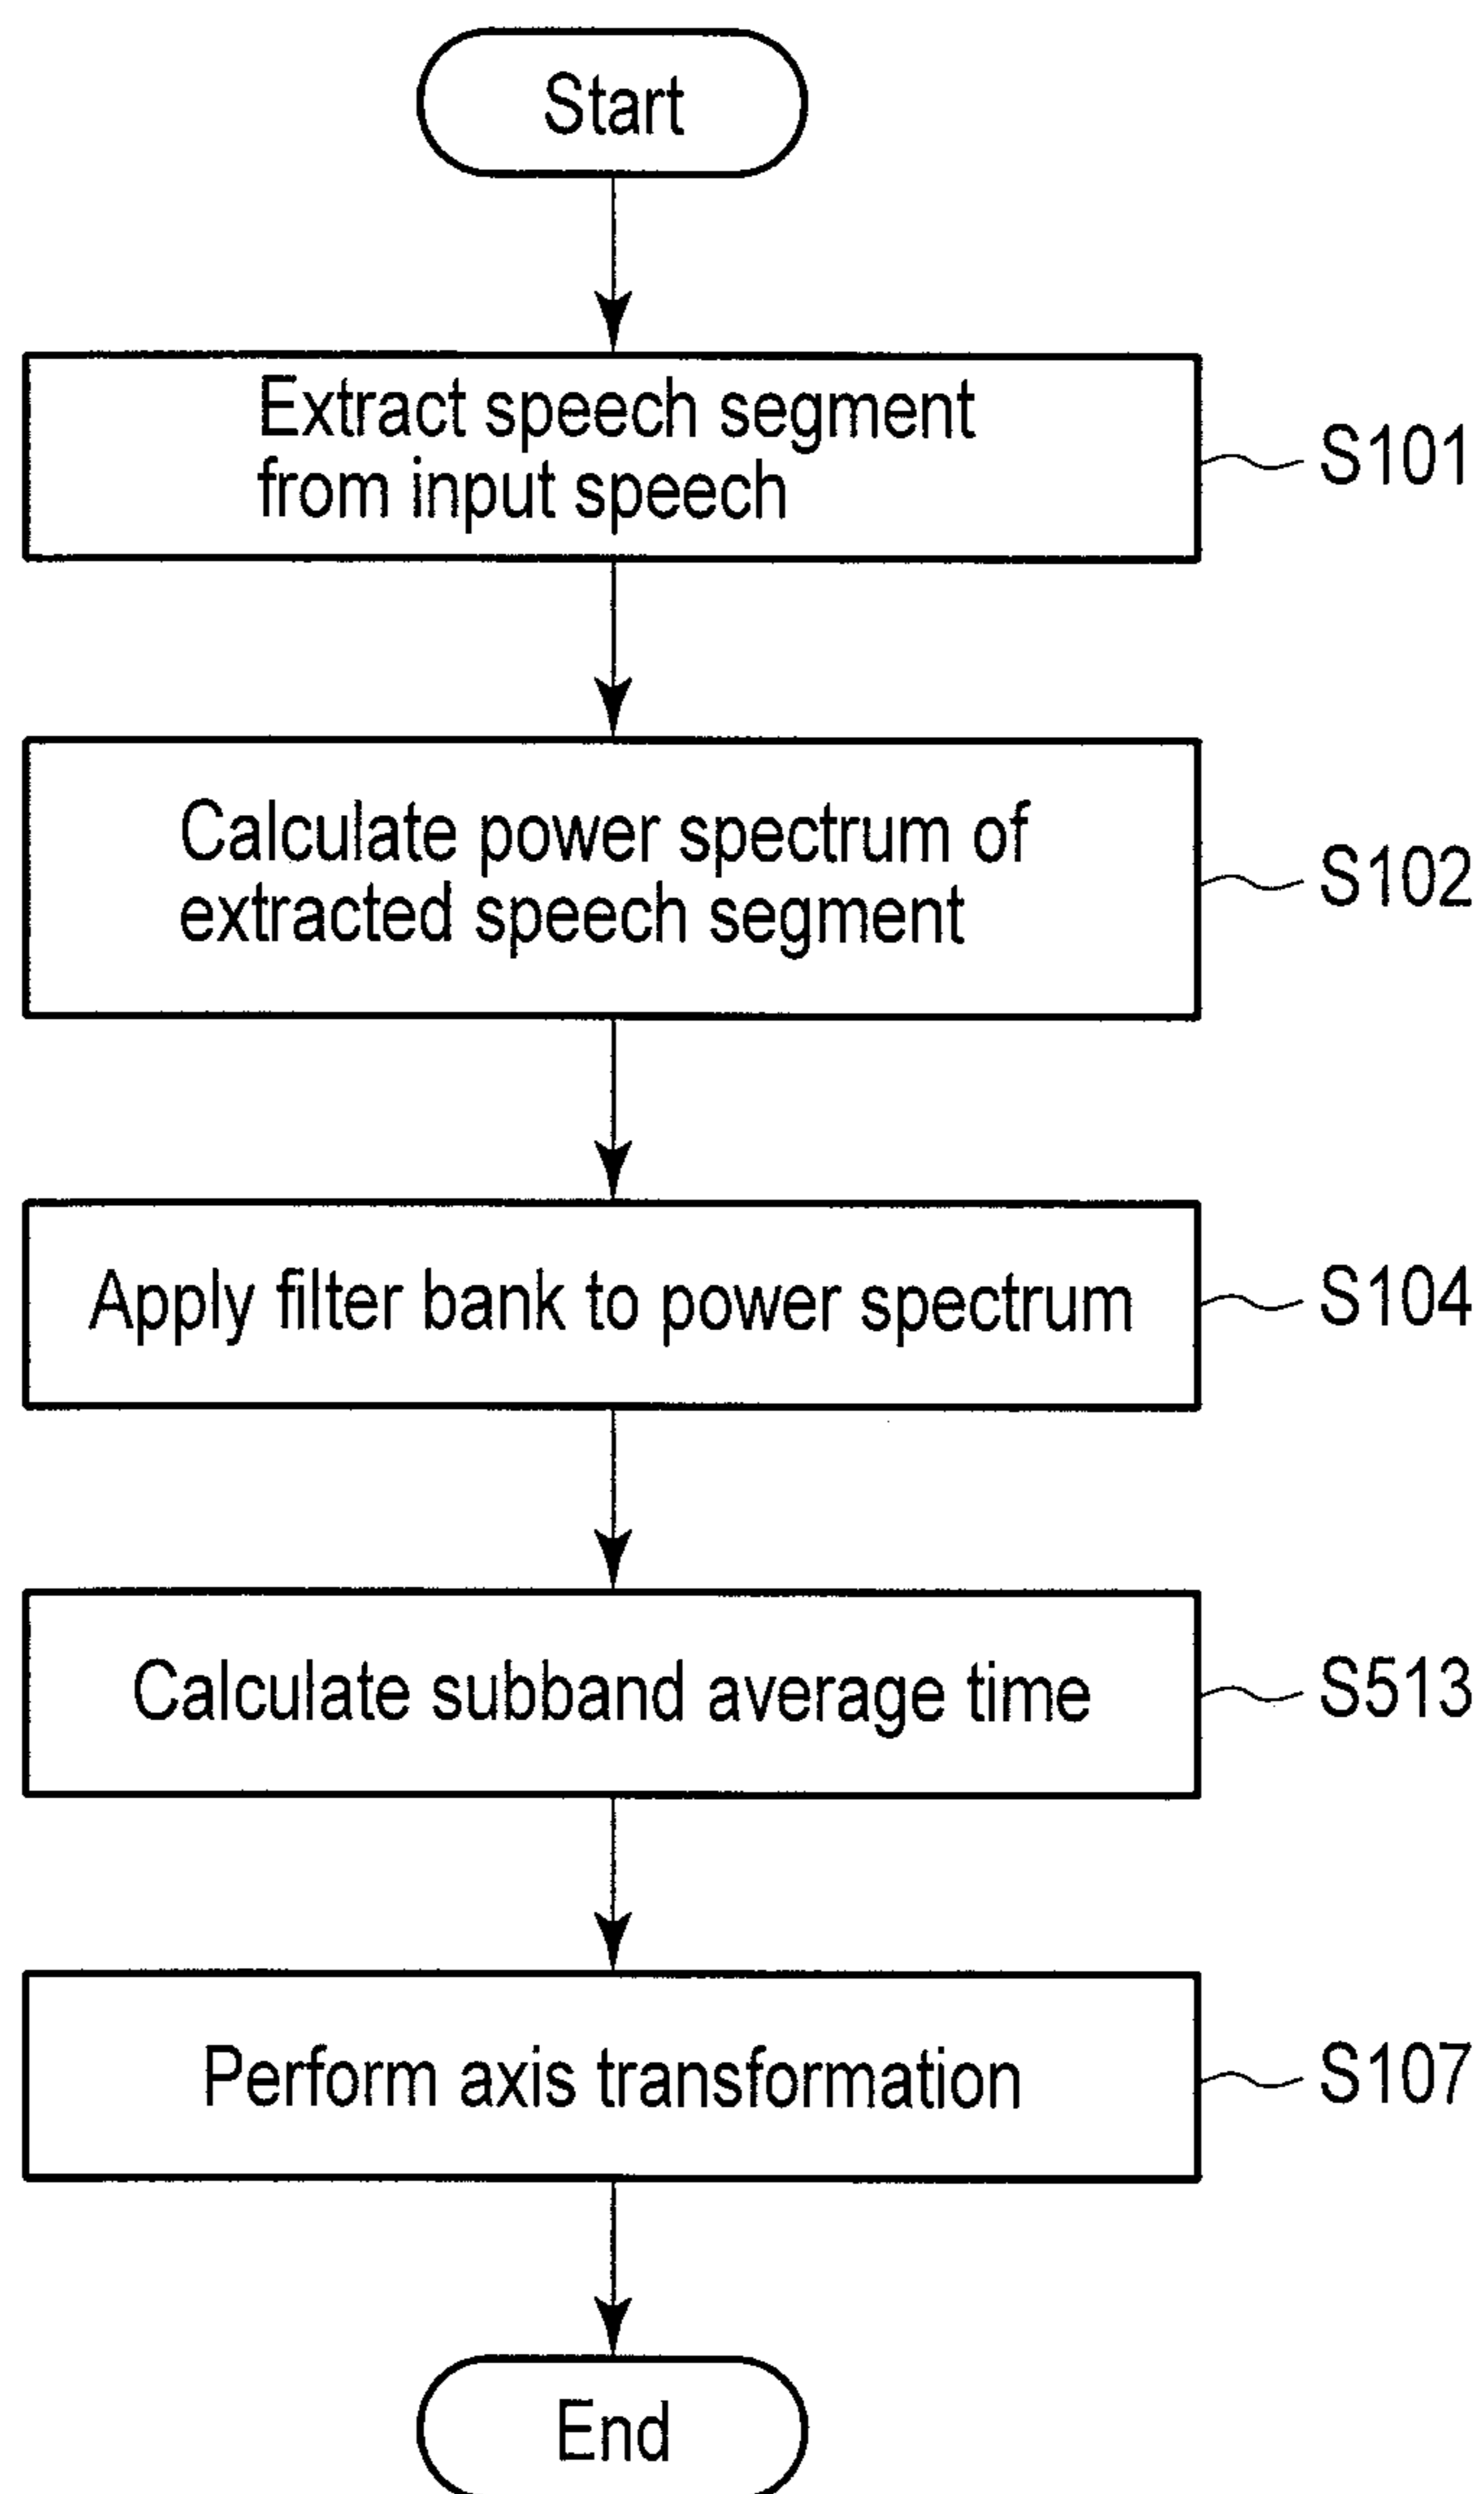 Start
Extract speech segment
from input speech
S101
Calculate power spectrum of
extracted speech segment
S102
Apply filter bank to power spectrum
S104
Calculate subband average time
S513
Perform axis transformation
S107
End